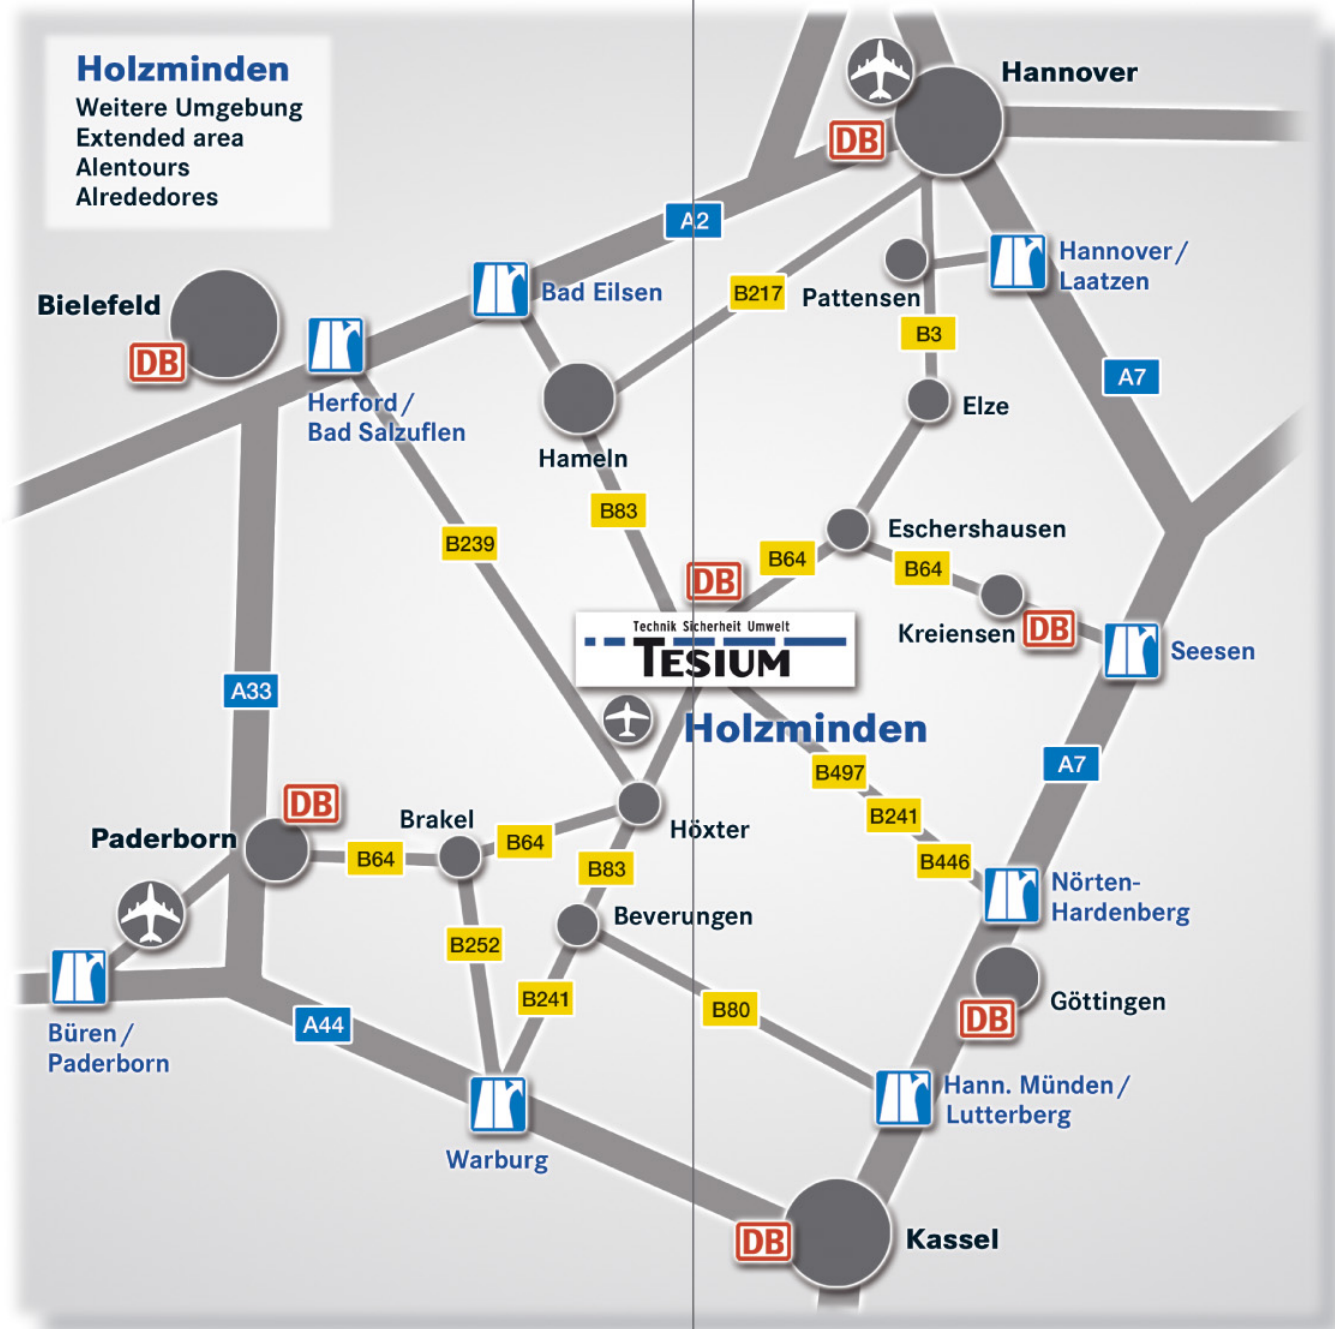 Holzminden
Weitere Umgebung
Extended area
Alentours
Alrededores
Hannover
DB
A2
Hannover/
Laatzen
Bad Eilsen
B217
Pattensen
Bielefeld
B3
DB
A7
Herford/
Bad Salzuflen
Elze
Hameln
B83
Eschershausen
B239
B64
B64
DB
Technik Sicherheit Umwelt
TESIUM
Kreiensen
DB
Seesen
A33
Holzminden
B497
A7
DB
Brakel
B241
Paderborn
Höxter
B64
B64
B83
B446
Nörten-
Hardenberg
Beverungen
B252
B241
B80
Göttingen
DB
A44
Büren/
Paderborn
Hann. Münden/
Lutterberg
Warburg
DB
Kassel